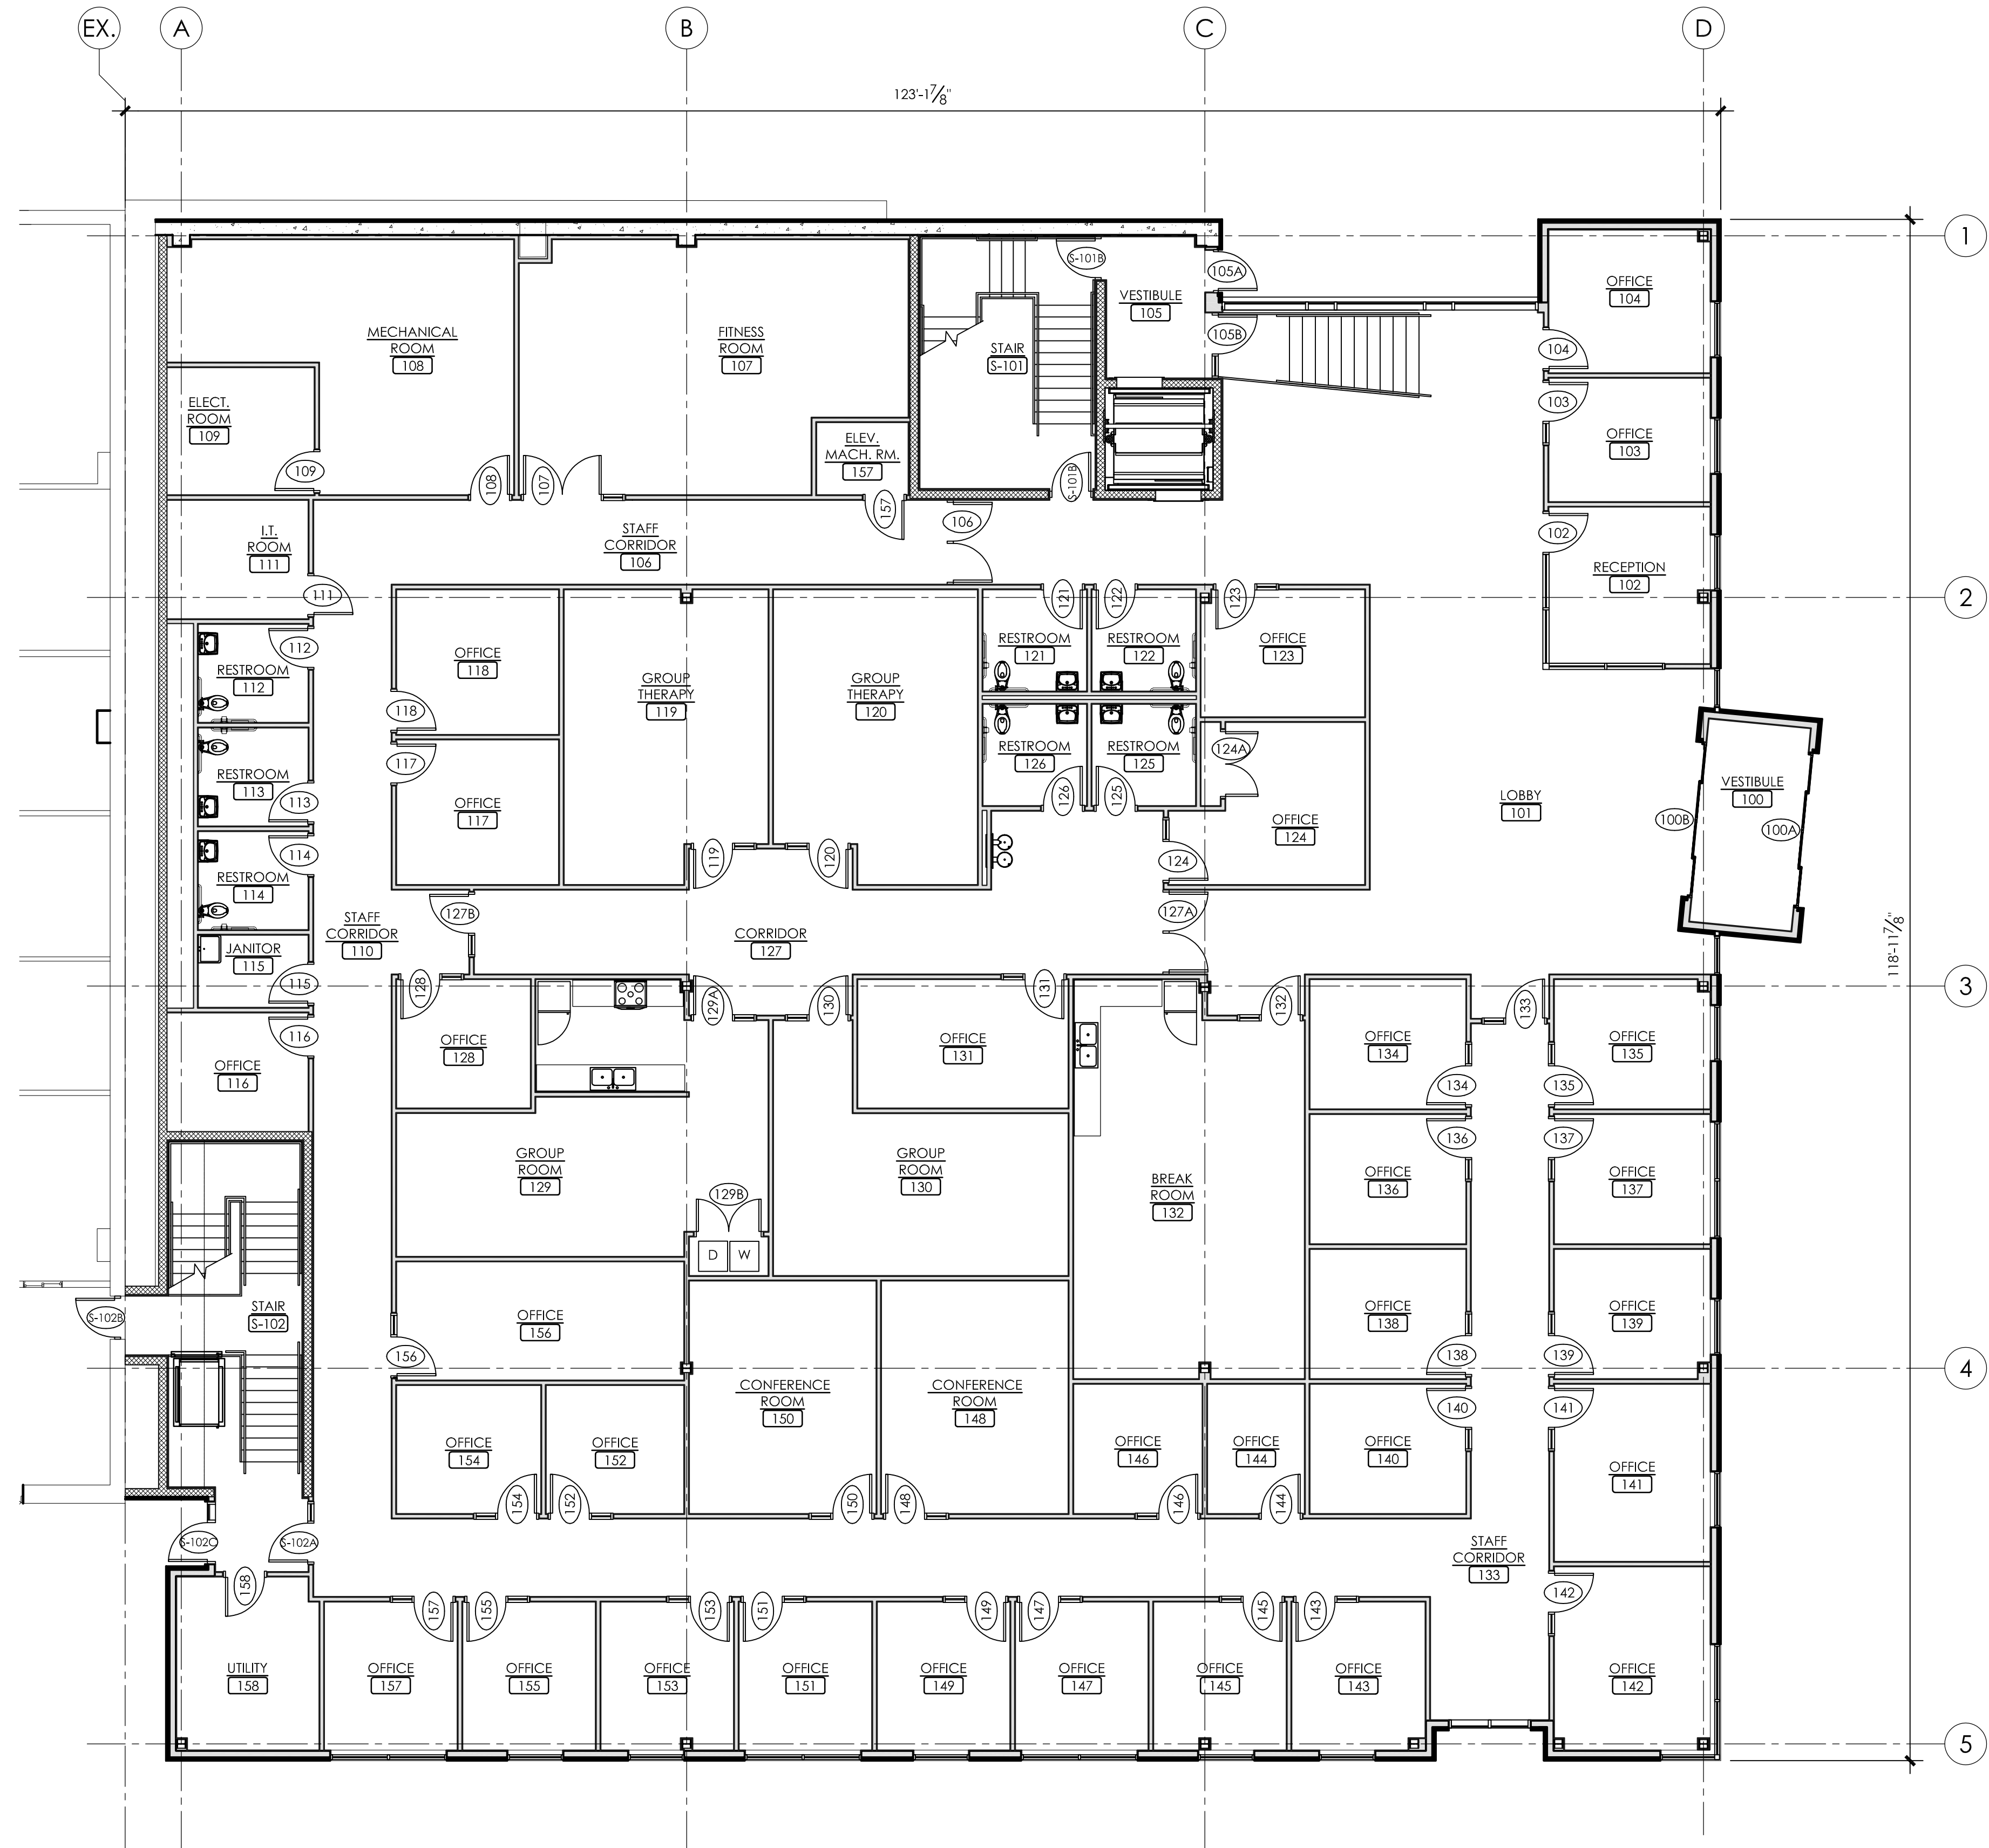 EX.
A
B
C
D
123'-1 7/8"
118'-11 7/8"
1
2
3
4
5
MECHANICAL
ROOM
108
FITNESS
ROOM
107
STAIR
S-101
S-101B
VESTIBULE
105
105A
105B
OFFICE
104
104
ELECT.
ROOM
109
109
108
107
ELEV.
MACH. RM.
157
157
S-101B
103
OFFICE
103
I.T.
ROOM
111
111
STAFF
CORRIDOR
106
106
102
RECEPTION
102
112
RESTROOM
112
OFFICE
118
118
GROUP
THERAPY
119
GROUP
THERAPY
120
121
RESTROOM
121
122
RESTROOM
122
123
OFFICE
123
RESTROOM
113
113
117
OFFICE
117
RESTROOM
126
126
RESTROOM
125
125
124A
OFFICE
124
124
LOBBY
101
VESTIBULE
100
100B
100A
114
RESTROOM
114
119
120
STAFF
CORRIDOR
110
127B
CORRIDOR
127
127A
JANITOR
115
115
128
129A
130
131
132
133
116
OFFICE
116
OFFICE
128
OFFICE
131
OFFICE
134
134
OFFICE
135
135
GROUP
ROOM
129
129B
D
W
GROUP
ROOM
130
BREAK
ROOM
132
136
OFFICE
136
137
OFFICE
137
STAIR
S-102
S-102B
OFFICE
156
156
OFFICE
138
138
OFFICE
139
139
CONFERENCE
ROOM
150
CONFERENCE
ROOM
148
140
OFFICE
140
141
OFFICE
141
OFFICE
154
154
OFFICE
152
152
150
148
OFFICE
146
146
OFFICE
144
144
S-102C
S-102A
158
STAFF
CORRIDOR
133
142
157
155
153
151
149
147
145
143
UTILITY
158
OFFICE
157
OFFICE
155
OFFICE
153
OFFICE
151
OFFICE
149
OFFICE
147
OFFICE
145
OFFICE
143
OFFICE
142